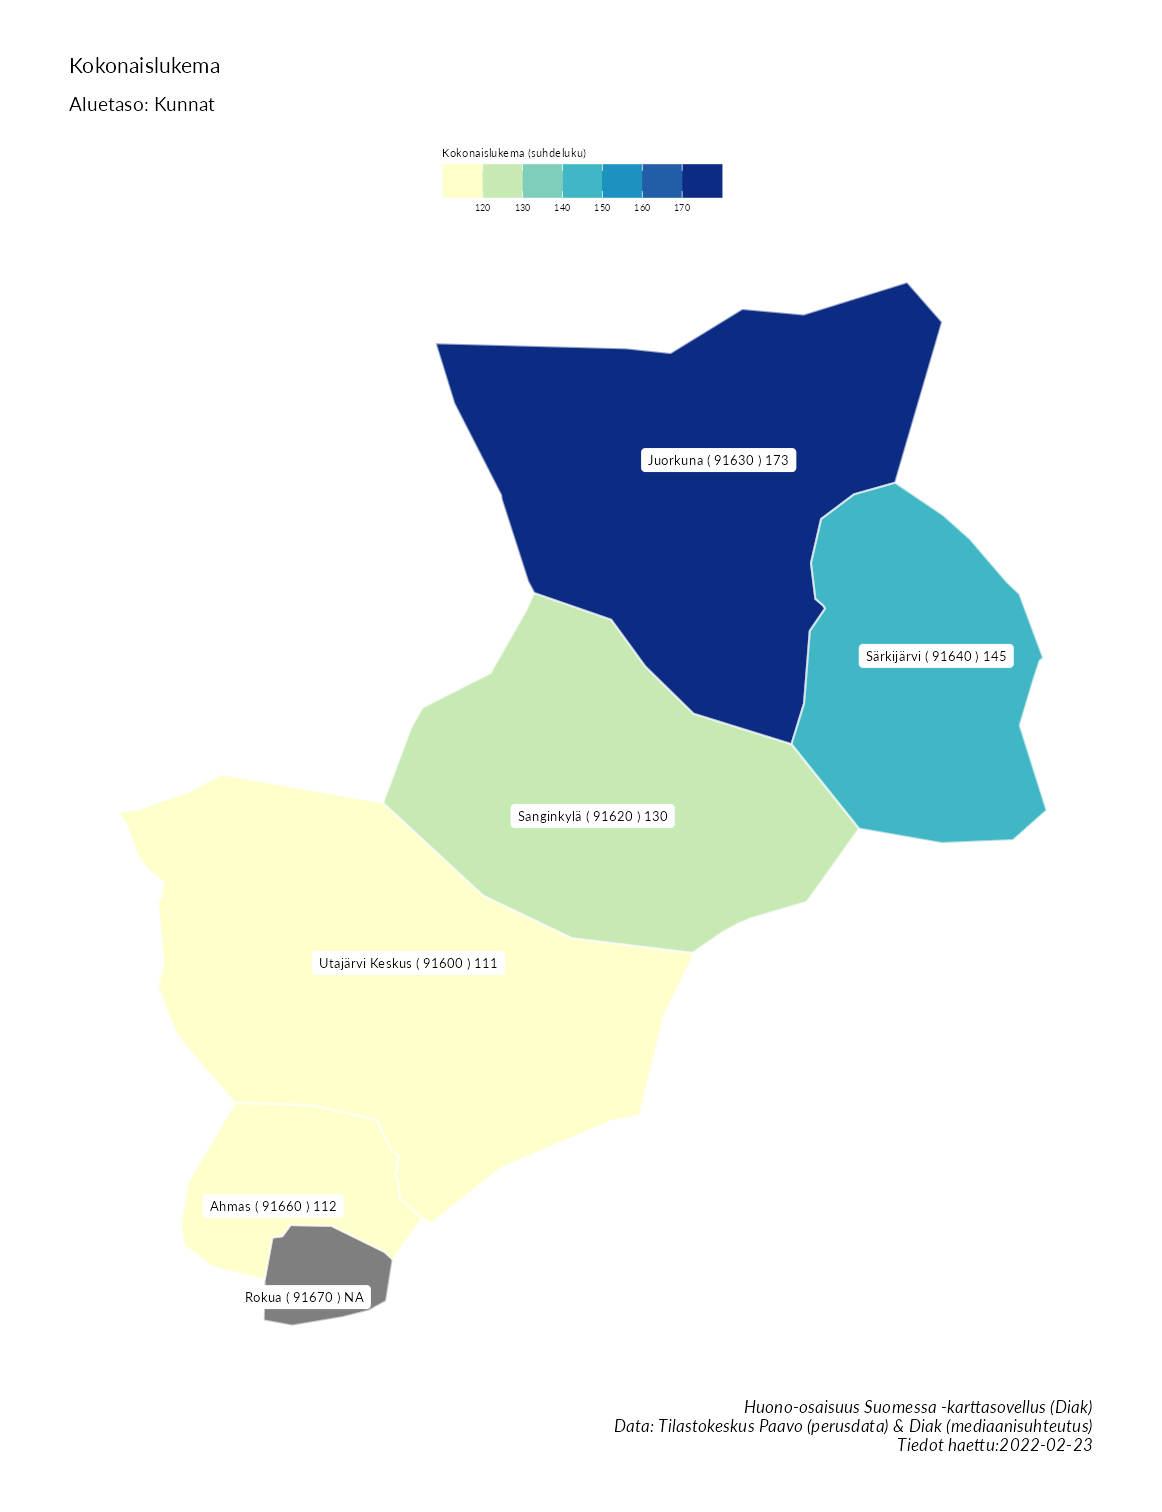 Kokonaislukema
Aluetaso: Kunnat
Kokonaislukema (suhdeluku)
120 130 140 150 160 170
Juorkuna ( 91630 ) 173
Särkijärvi ( 91640 ) 145
Sanginkylä ( 91620 ) 130
Utajärvi Keskus ( 91600 ) 111
Ahmas ( 91660 ) 112
Rokua ( 91670 ) NA
Huono-osaisuus Suomessa -karttasovellus (Diak)
Data: Tilastokeskus Paavo (perusdata) & Diak (mediaanisuhteutus)
Tiedot haettu:2022-02-23